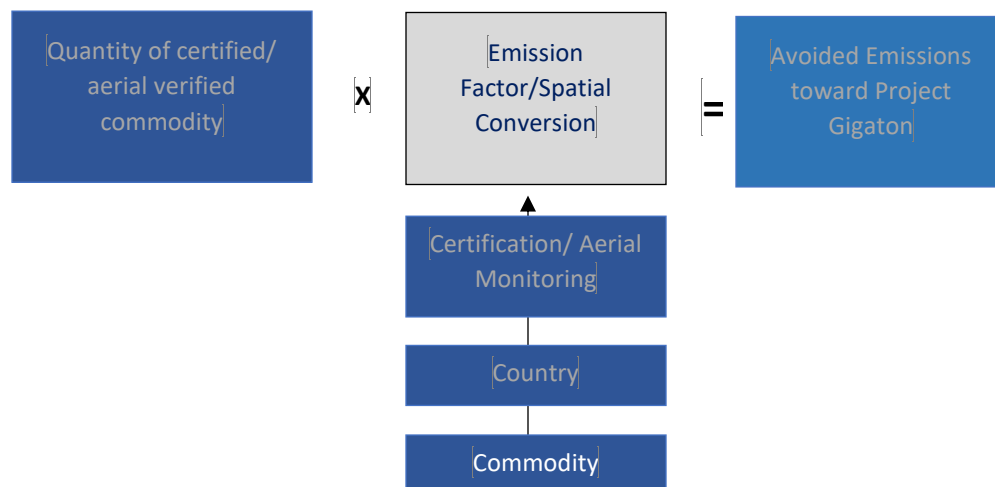 Quantity of certified/
aerial verified
commodity
X
Emission
Factor/Spatial
Conversion
=
Avoided Emissions
toward Project
Gigaton
Certification/ Aerial
Monitoring
Country
Commodity